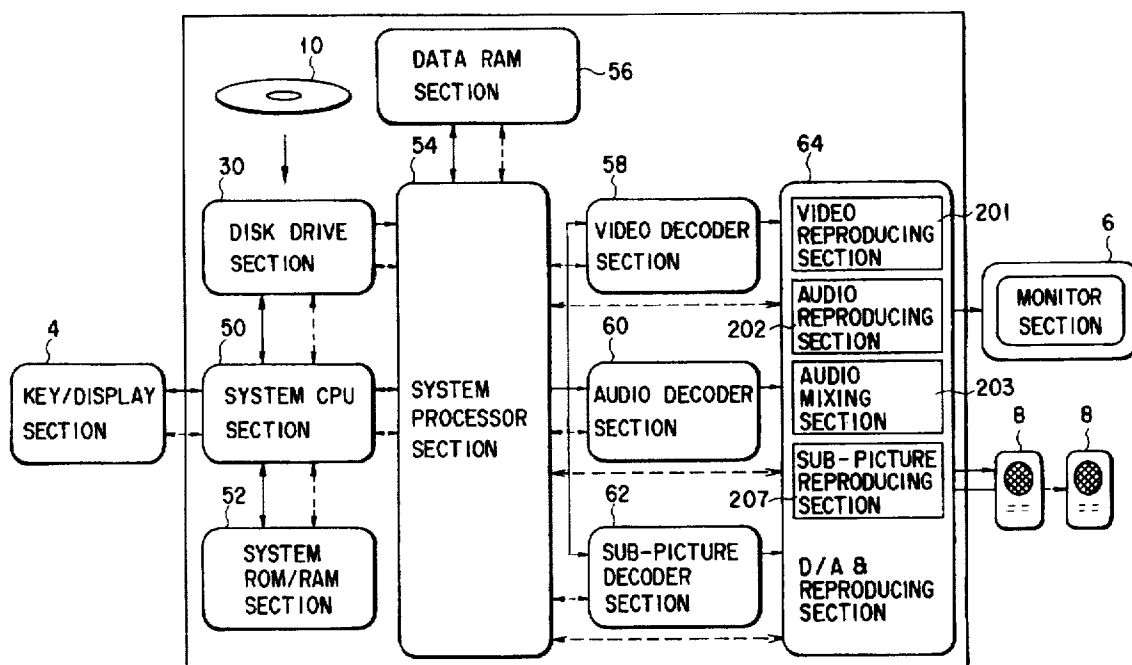 10
DATA RAM
SECTION
56
54
30
DISK DRIVE
SECTION
58
VIDEO DECODER
SECTION
64
VIDEO
REPRODUCING
SECTION
201
AUDIO
REPRODUCING
SECTION
202
6
MONITOR
SECTION
4
KEY/DISPLAY
SECTION
50
SYSTEM CPU
SECTION
SYSTEM
PROCESSOR
SECTION
60
AUDIO DECODER
SECTION
AUDIO
MIXING
SECTION
203
8
8
SUB-PICTURE
REPRODUCING
SECTION
207
52
SYSTEM
ROM/RAM
SECTION
62
SUB-PICTURE
DECODER
SECTION
D/A &
REPRODUCING
SECTION